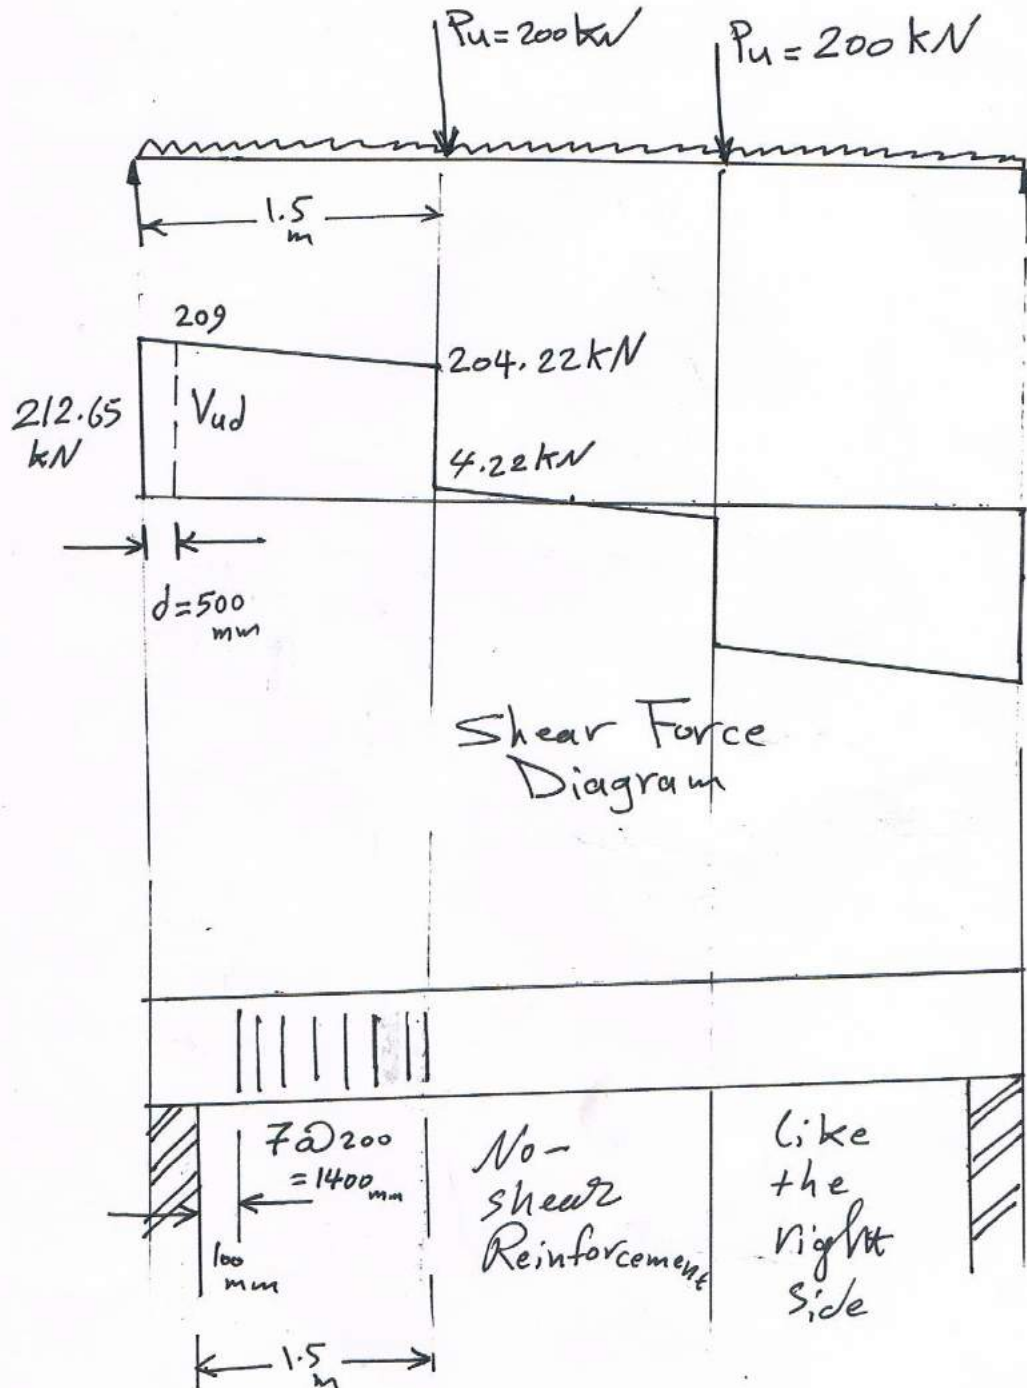 Pu = 200 kN
Pu = 200 kN
1.5
m
209
204.22 kN
212.65
kN
Vud
4.22 kN
d = 500
mm
Shear Force
Diagram
7@200
= 1400 mm
No-
shear
Reinforcement
like
the
right
side
100
mm
1.5
m